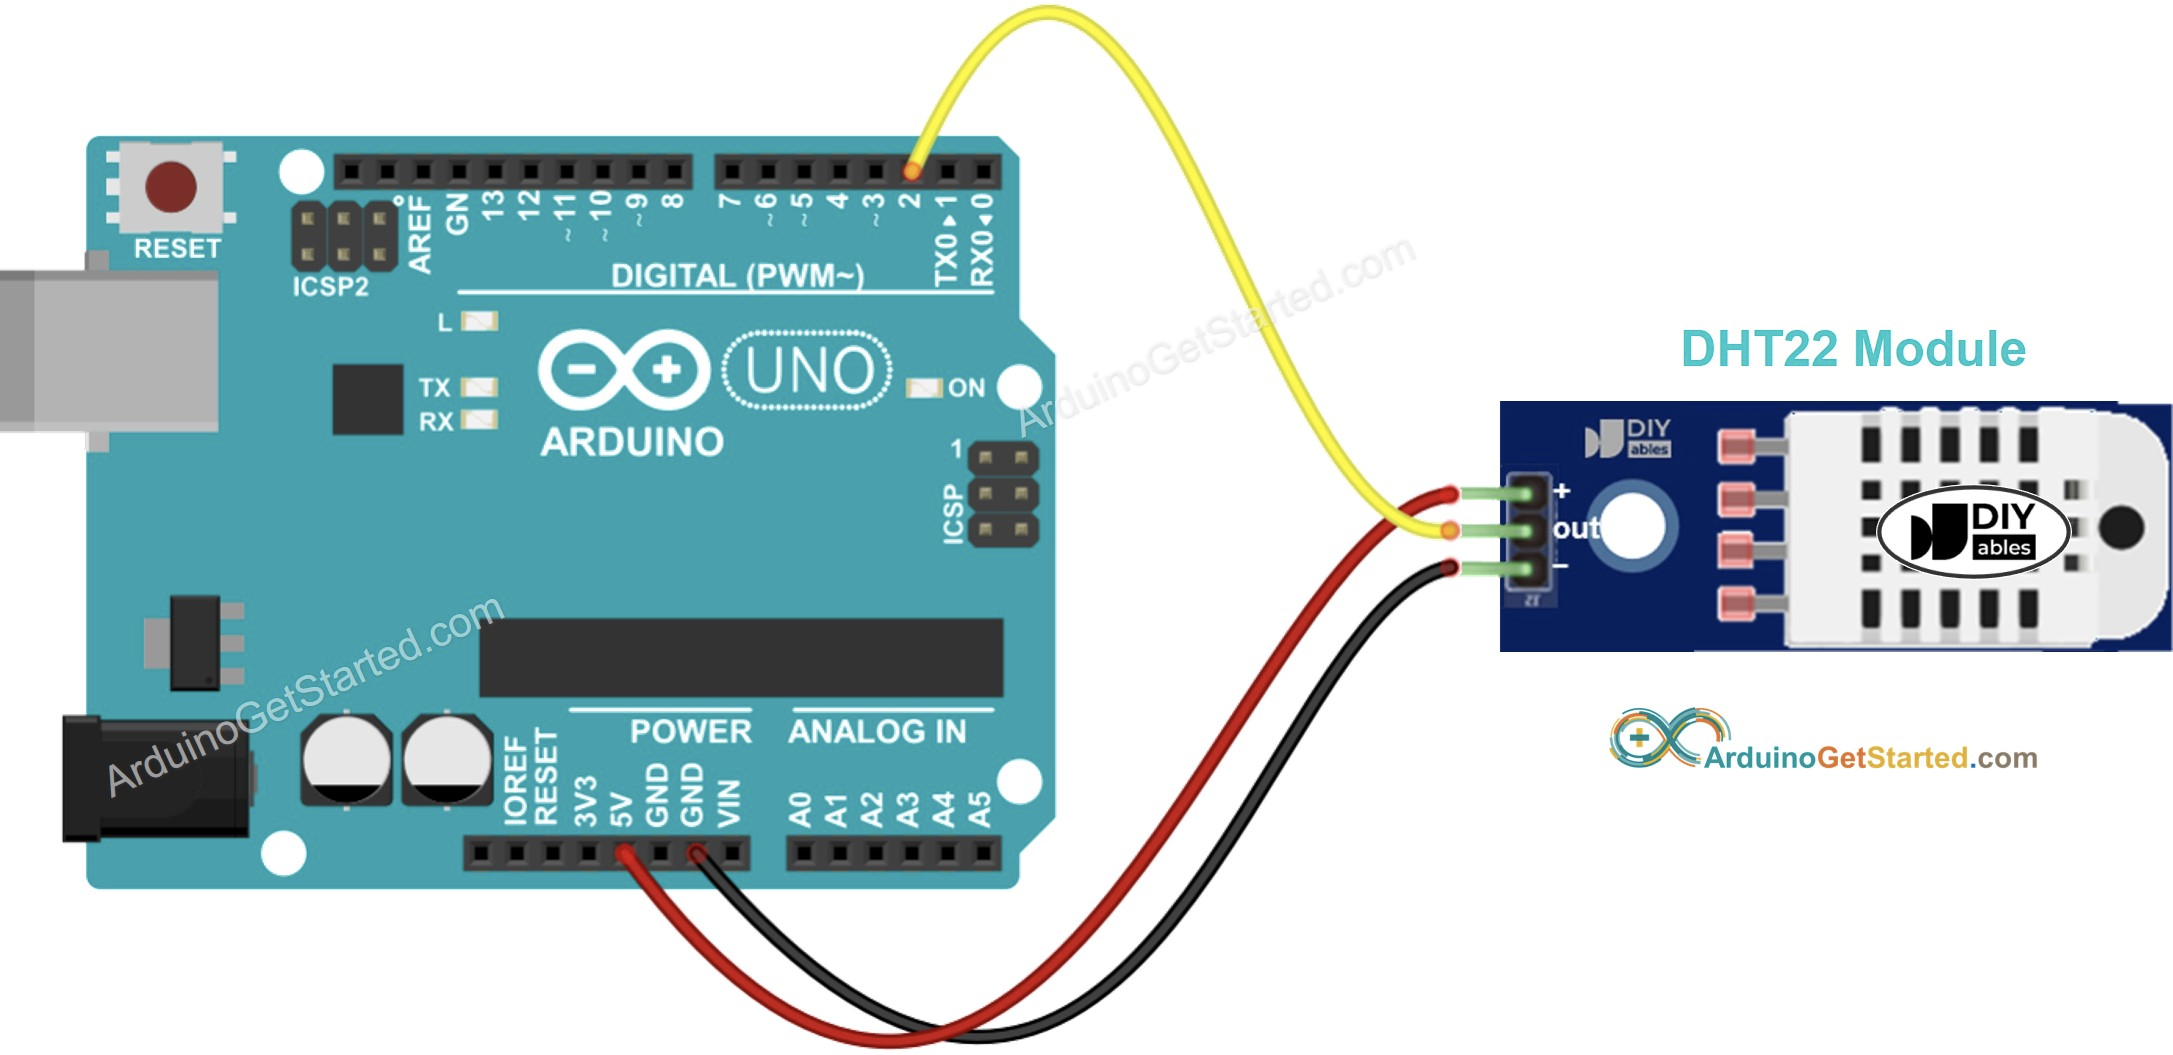 RESET
ICSP2
AREF
GN
13
12
~11
~10
~9
8
7
~6
~5
4
~3
2
TX0▸1
RX0◂0
DIGITAL (PWM~)
L
TX
RX
UNO
ON
ARDUINO
1
ICSP
ArduinoGetStarted.com
DHT22 Module
DIY
ables
+
out
−
DIY
ables
J2
ArduinoGetStarted.com
POWER
ANALOG IN
IOREF
RESET
3V3
5V
GND
GND
VIN
A0
A1
A2
A3
A4
A5
ArduinoGetStarted.com